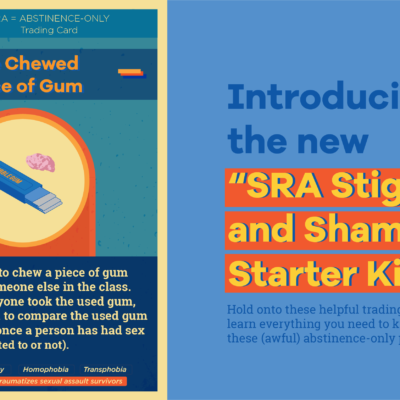 RA = ABSTINENCE-ONLY
Trading Card
Chewed
e of Gum
to chew a piece of gum
meone else in the class.
yone took the used gum,
to compare the used gum
once a person has had sex
ted to or not).
y Homophobia Transphobia
raumatizes sexual assault survivors
Introduci
the new
“SRA Stig
and Sham
Starter Ki
Hold onto these helpful trading
learn everything you need to k
these (awful) abstinence-only